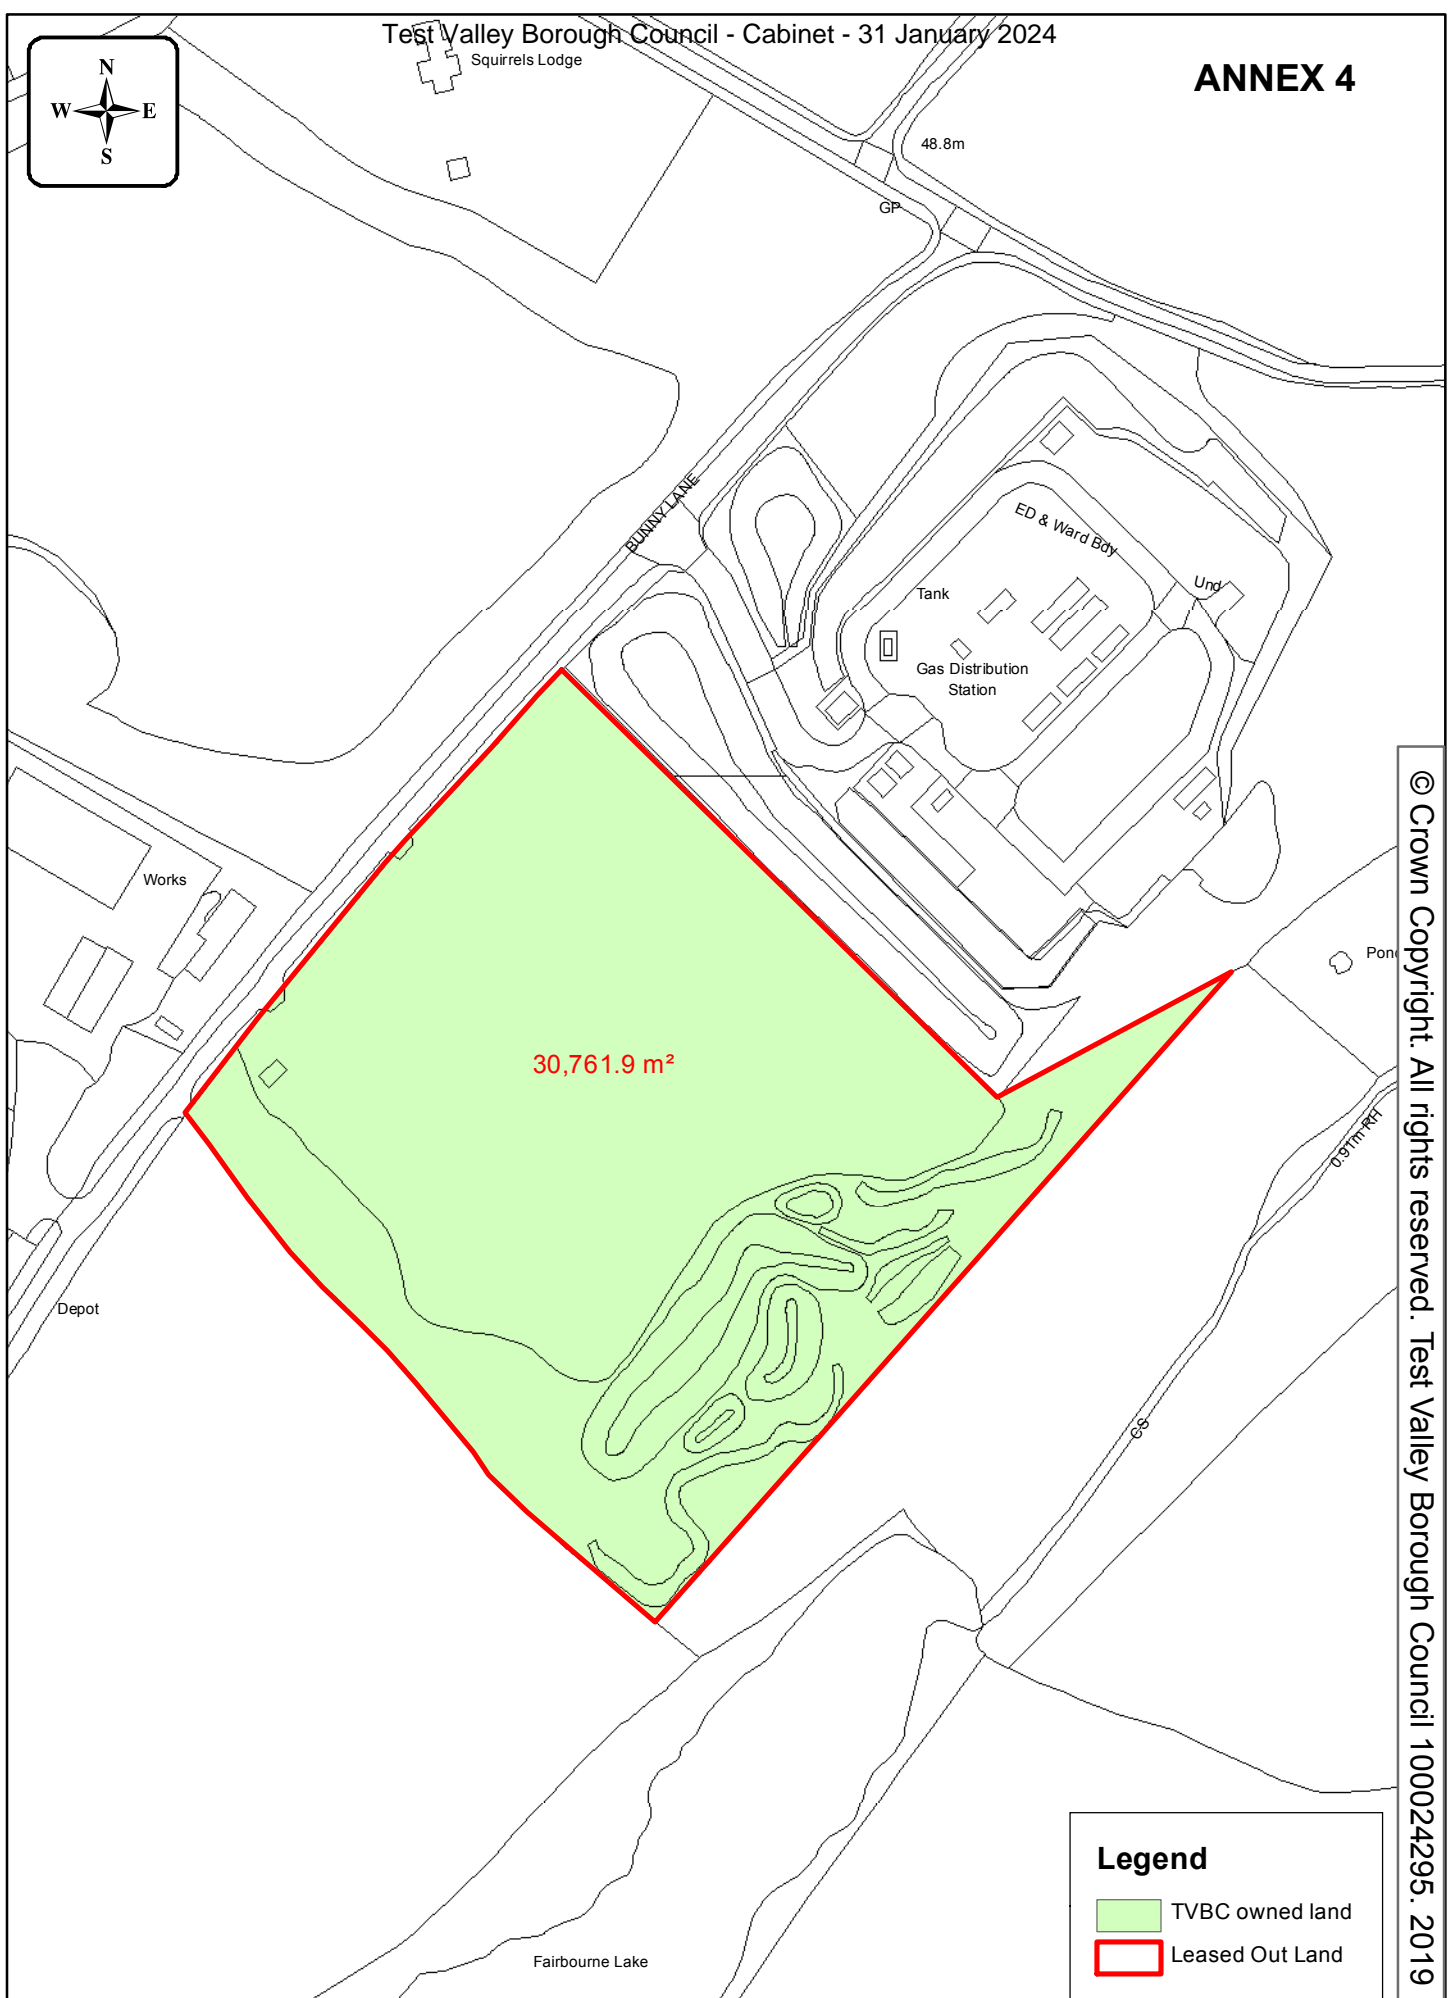 Test Valley Borough Council - Cabinet - 31 January 2024
ANNEX 4
N
W E
S
Squirrels Lodge
48.8m
GP
BUNNY LANE
ED & Ward Bdy
Und
Tank
Gas Distribution
Station
Works
Pond
30,761.9 m²
0.91m RH
Depot
CS
Fairbourne Lake
Legend
TVBC owned land
Leased Out Land
© Crown Copyright. All rights reserved. Test Valley Borough Council 100024295. 2019